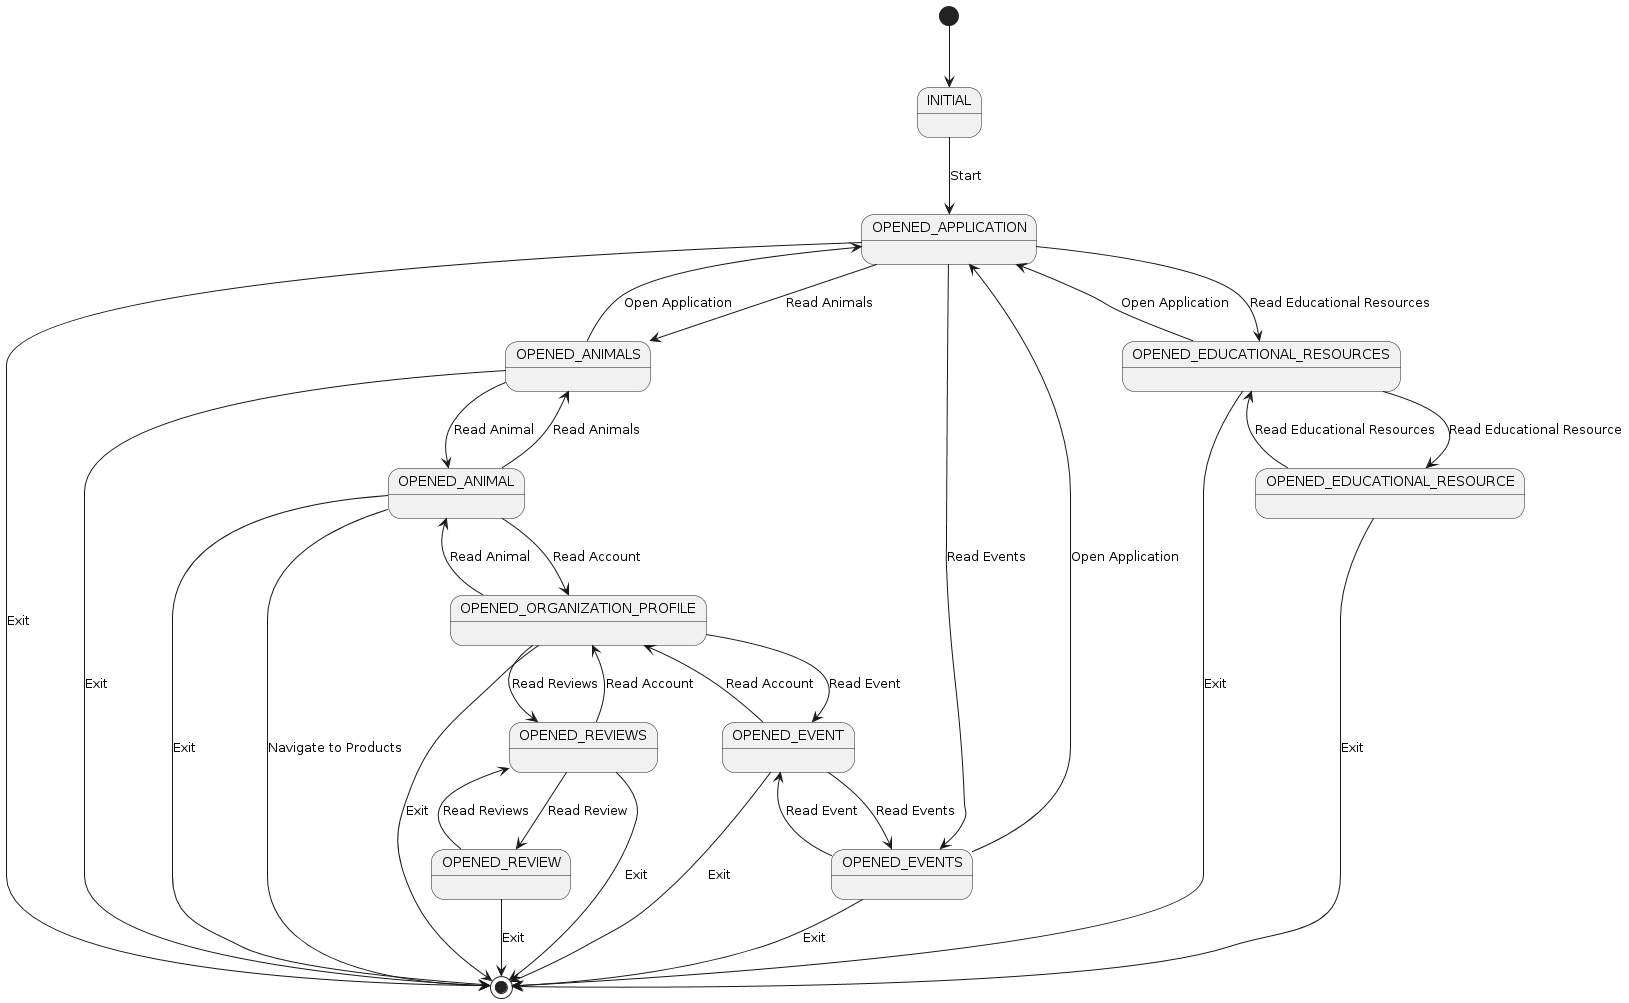 INITIAL
Start
OPENED_APPLICATION
Open Application
Read Animals
Open Application
Read Educational Resources
OPENED_ANIMALS
OPENED_EDUCATIONAL_RESOURCES
Read Animal
Read Animals
Read Educational Resources
Read Educational Resource
OPENED_ANIMAL
OPENED_EDUCATIONAL_RESOURCE
Read Animal
Read Account
Read Events
Open Application
OPENED_ORGANIZATION_PROFILE
Exit
Exit
Read Reviews
Read Account
Read Account
Read Event
Exit
OPENED_REVIEWS
OPENED_EVENT
Exit
Navigate to Products
Exit
Exit
Read Reviews
Read Review
Read Event
Read Events
OPENED_REVIEW
OPENED_EVENTS
Exit
Exit
Exit
Exit